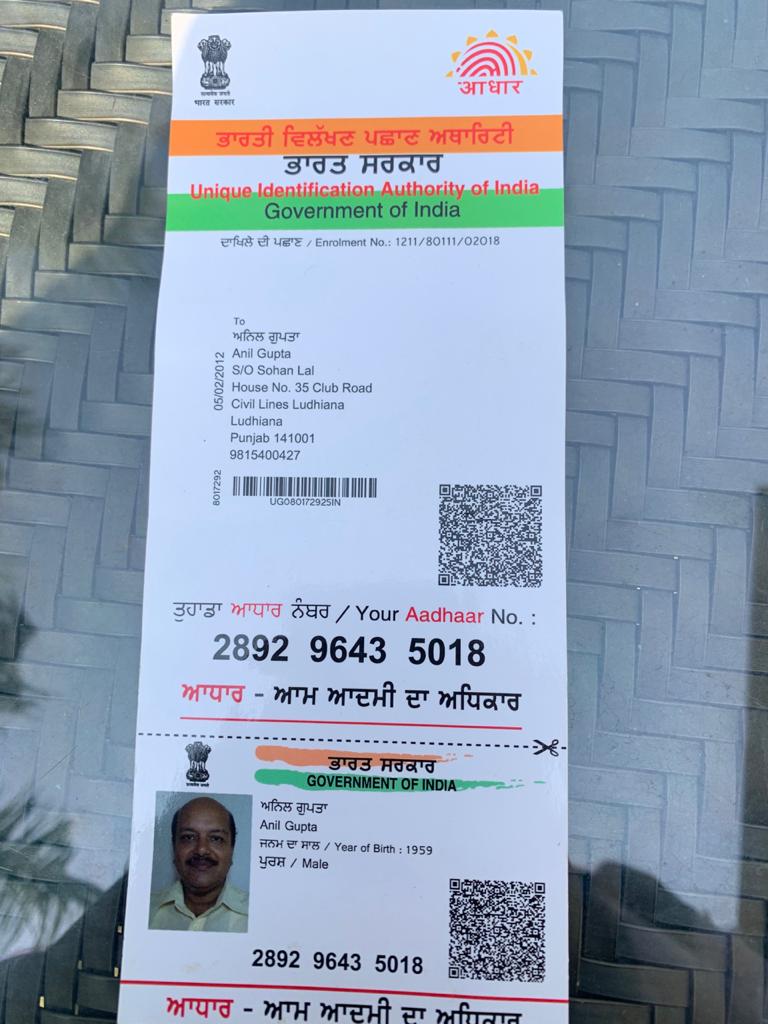 भारत सरकार
आधार
ਭਾਰਤੀ ਵਿਲੱਖਣ ਪਛਾਣ ਅਥਾਰਿਟੀ
ਭਾਰਤ ਸਰਕਾਰ
Unique Identification Authority of India
Government of India
ਦਾਖਿਲੇ ਦੀ ਪਛਾਣ / Enrolment No.: 1211/80111/02018
To
ਅਨਿਲ ਗੁਪਤਾ
Anil Gupta
S/O Sohan Lal
House No. 35 Club Road
Civil Lines Ludhiana
Ludhiana
Punjab 141001
9815400427
05/02/2012
8017292
UG080172925IN
ਤੁਹਾਡਾ ਆਧਾਰ ਨੰਬਰ / Your Aadhaar No. :
2892 9643 5018
ਆਧਾਰ - ਆਮ ਆਦਮੀ ਦਾ ਅਧਿਕਾਰ
ਭਾਰਤ ਸਰਕਾਰ
GOVERNMENT OF INDIA
ਅਨਿਲ ਗੁਪਤਾ
Anil Gupta
ਜਨਮ ਦਾ ਸਾਲ / Year of Birth : 1959
ਪੁਰਸ਼ / Male
2892 9643 5018
ਆਧਾਰ - ਆਮ ਆਦਮੀ ਦਾ ਅਧਿਕਾਰ